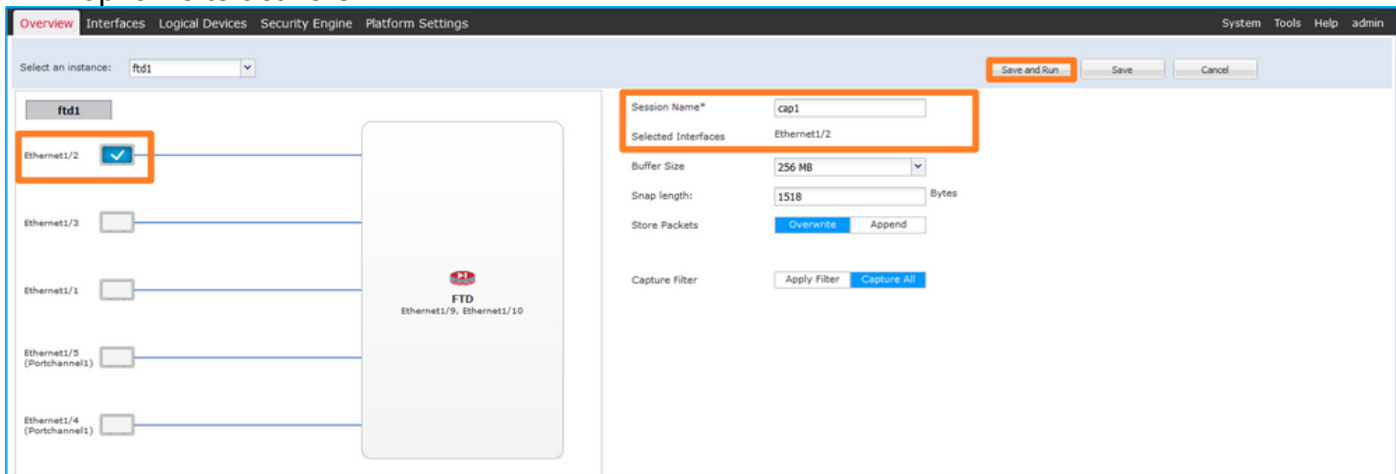 Overview Interfaces Logical Devices Security Engine Platform Settings System Tools Help admin
Select an instance: ftd1 Save and Run Save Cancel
ftd1
Ethernet1/2
Ethernet1/3
Ethernet1/1
Ethernet1/5
(Portchannel1)
Ethernet1/4
(Portchannel1)
FTD
Ethernet1/9, Ethernet1/10
Session Name* cap1
Selected Interfaces Ethernet1/2
Buffer Size 256 MB
Snap length: 1518 Bytes
Store Packets Overwrite Append
Capture Filter Apply Filter Capture All